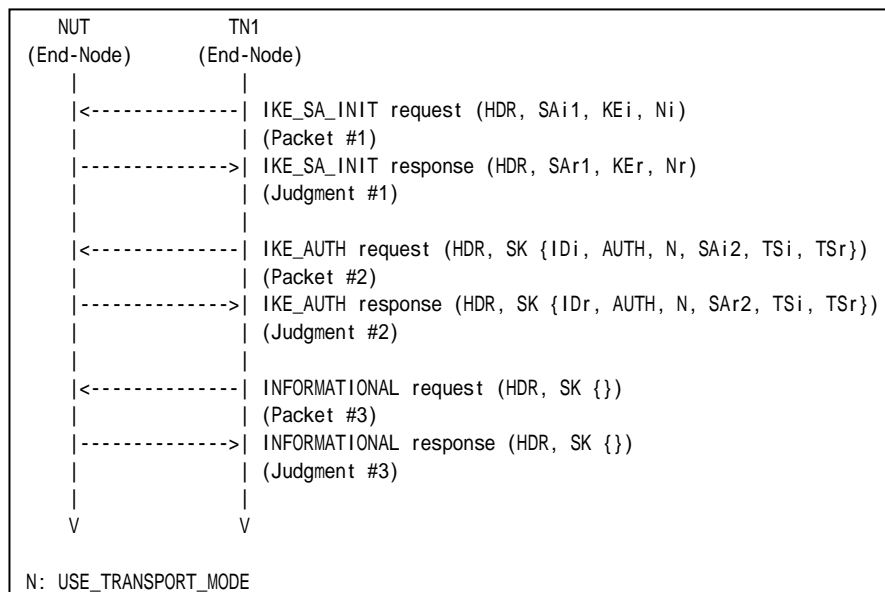 NUT TN1
(End-Node) (End-Node)
| |
|<--------------| IKE_SA_INIT request (HDR, SAi1, KEi, Ni)
| | (Packet #1)
|-------------->| IKE_SA_INIT response (HDR, SAr1, KEr, Nr)
| | (Judgment #1)
| |
|<--------------| IKE_AUTH request (HDR, SK {IDi, AUTH, N, SAi2, TSi, TSr})
| | (Packet #2)
|-------------->| IKE_AUTH response (HDR, SK {IDr, AUTH, N, SAr2, TSi, TSr})
| | (Judgment #2)
| |
|<--------------| INFORMATIONAL request (HDR, SK {})
| | (Packet #3)
|-------------->| INFORMATIONAL response (HDR, SK {})
| | (Judgment #3)
| |
V V
N: USE_TRANSPORT_MODE